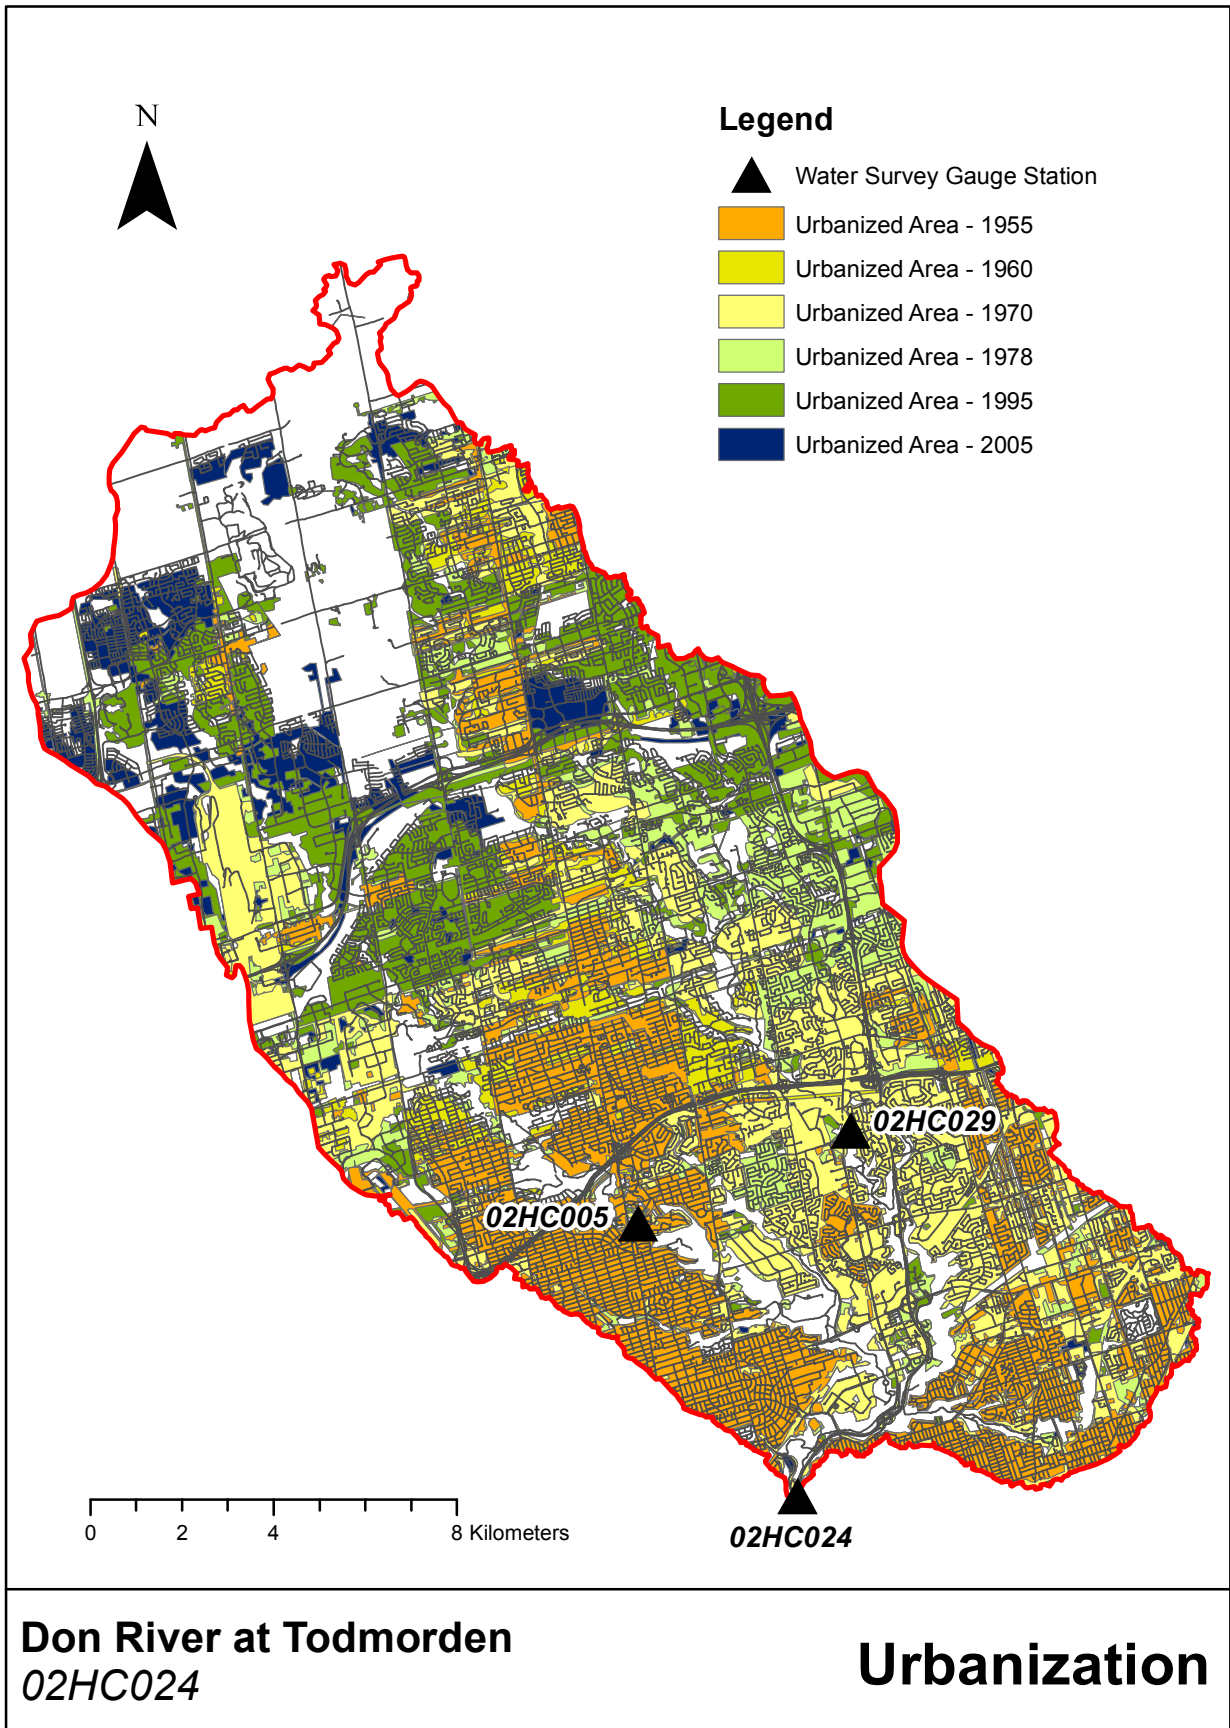 N
Legend
Water Survey Gauge Station
Urbanized Area - 1955
Urbanized Area - 1960
Urbanized Area - 1970
Urbanized Area - 1978
Urbanized Area - 1995
Urbanized Area - 2005
02HC029
02HC005
0 2 4 8 Kilometers
02HC024
Don River at Todmorden
02HC024
Urbanization